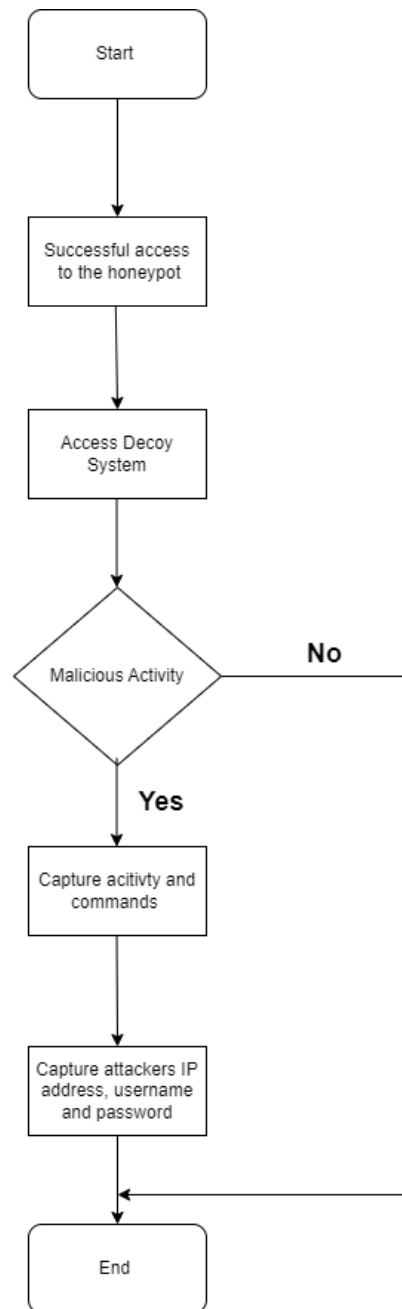 Start
Successful access
to the honeypot
Access Decoy
System
Malicious Activity
No
Yes
Capture acitivty and
commands
Capture attackers IP
address, username
and password
End